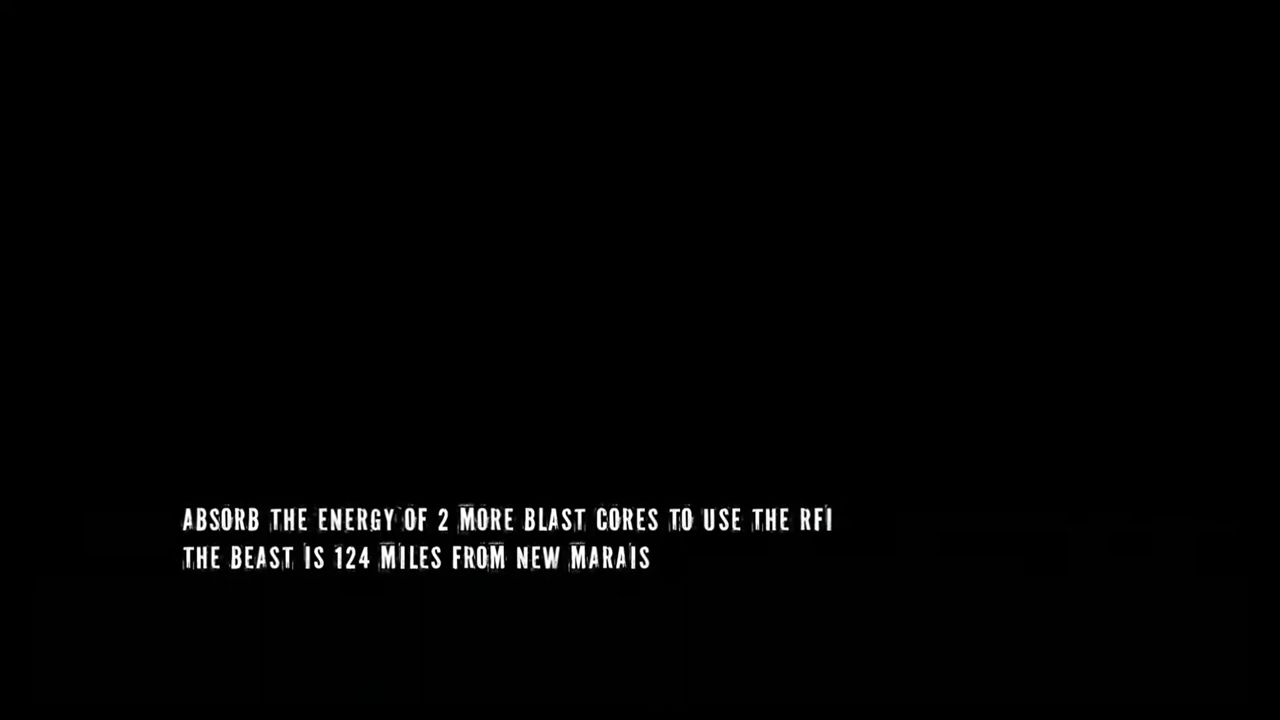 ABSORB THE ENERGY OF 2 MORE BLAST CORES TO USE THE RFI
THE BEAST IS 124 MILES FROM NEW MARAIS